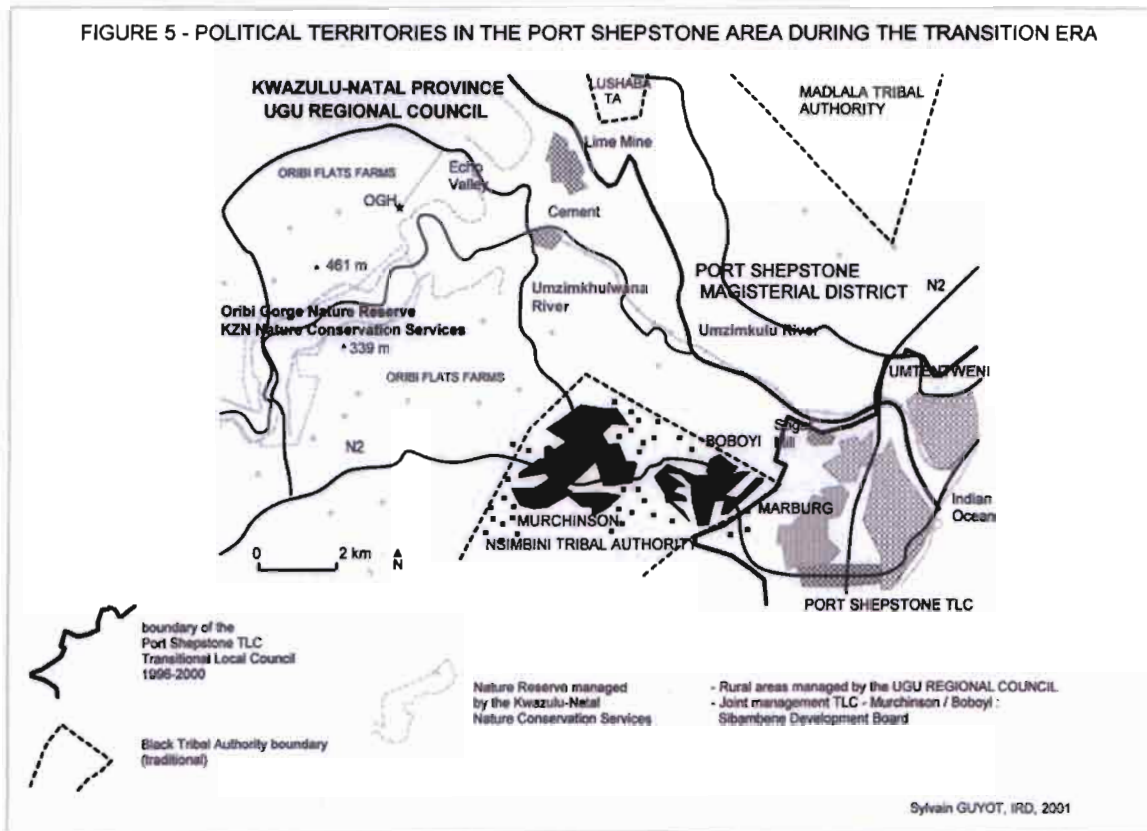 FIGURE 5 - POLITICAL TERRITORIES IN THE PORT SHEPSTONE AREA DURING THE TRANSITION ERA
KWAZULU-NATAL PROVINCE
UGU REGIONAL COUNCIL
LUSHABA
TA
MADLALA TRIBAL
AUTHORITY
Lime Mine
ORIBI FLATS FARMS
Echo
Valley
OGH
Cement
461 m
PORT SHEPSTONE
MAGISTERIAL DISTRICT
N2
Umzimkhulwana
River
Oribi Gorge Nature Reserve
KZN Nature Conservation Services
Umzimkulu River
339 m
UMTENTWENI
ORIBI FLATS FARMS
N2
BOBOYI
Mill
MARBURG
Indian
Ocean
MURCHINSON
NSIMBINI TRIBAL AUTHORITY
0 2 km
N
PORT SHEPSTONE TLC
boundary of the
Port Shepstone TLC
Transitional Local Council
1996-2000
Nature Reserve managed
by the Kwazulu-Natal
Nature Conservation Services
- Rural areas managed by the UGU REGIONAL COUNCIL
- Joint management TLC - Murchinson / Boboyi :
Sibambene Development Board
Black Tribal Authority boundary
(traditional)
Sylvain GUYOT, IRD, 2001